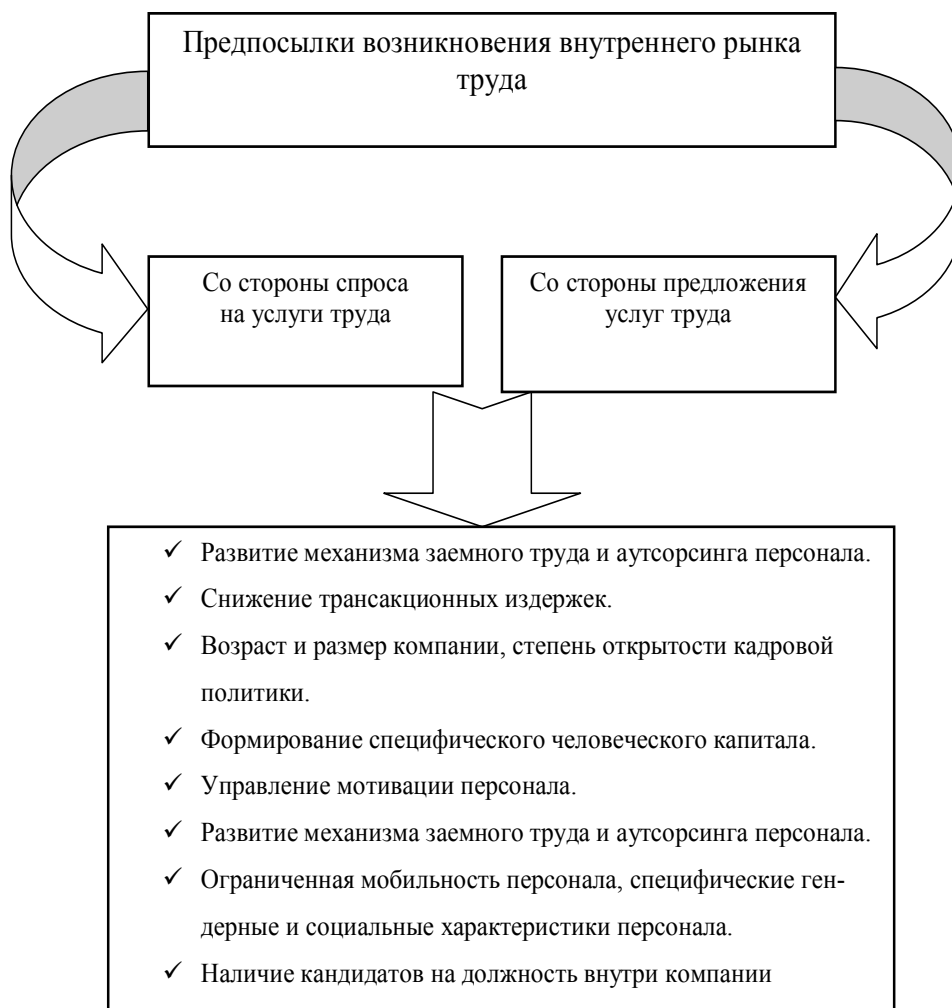 Предпосылки возникновения внутреннего рынка
труда
Со стороны спроса
на услуги труда
Со стороны предложения
услуг труда
✓ Развитие механизма заемного труда и аутсорсинга персонала.
✓ Снижение трансакционных издержек.
✓ Возраст и размер компании, степень открытости кадровой
политики.
✓ Формирование специфического человеческого капитала.
✓ Управление мотивации персонала.
✓ Развитие механизма заемного труда и аутсорсинга персонала.
✓ Ограниченная мобильность персонала, специфические ген-
дерные и социальные характеристики персонала.
✓ Наличие кандидатов на должность внутри компании